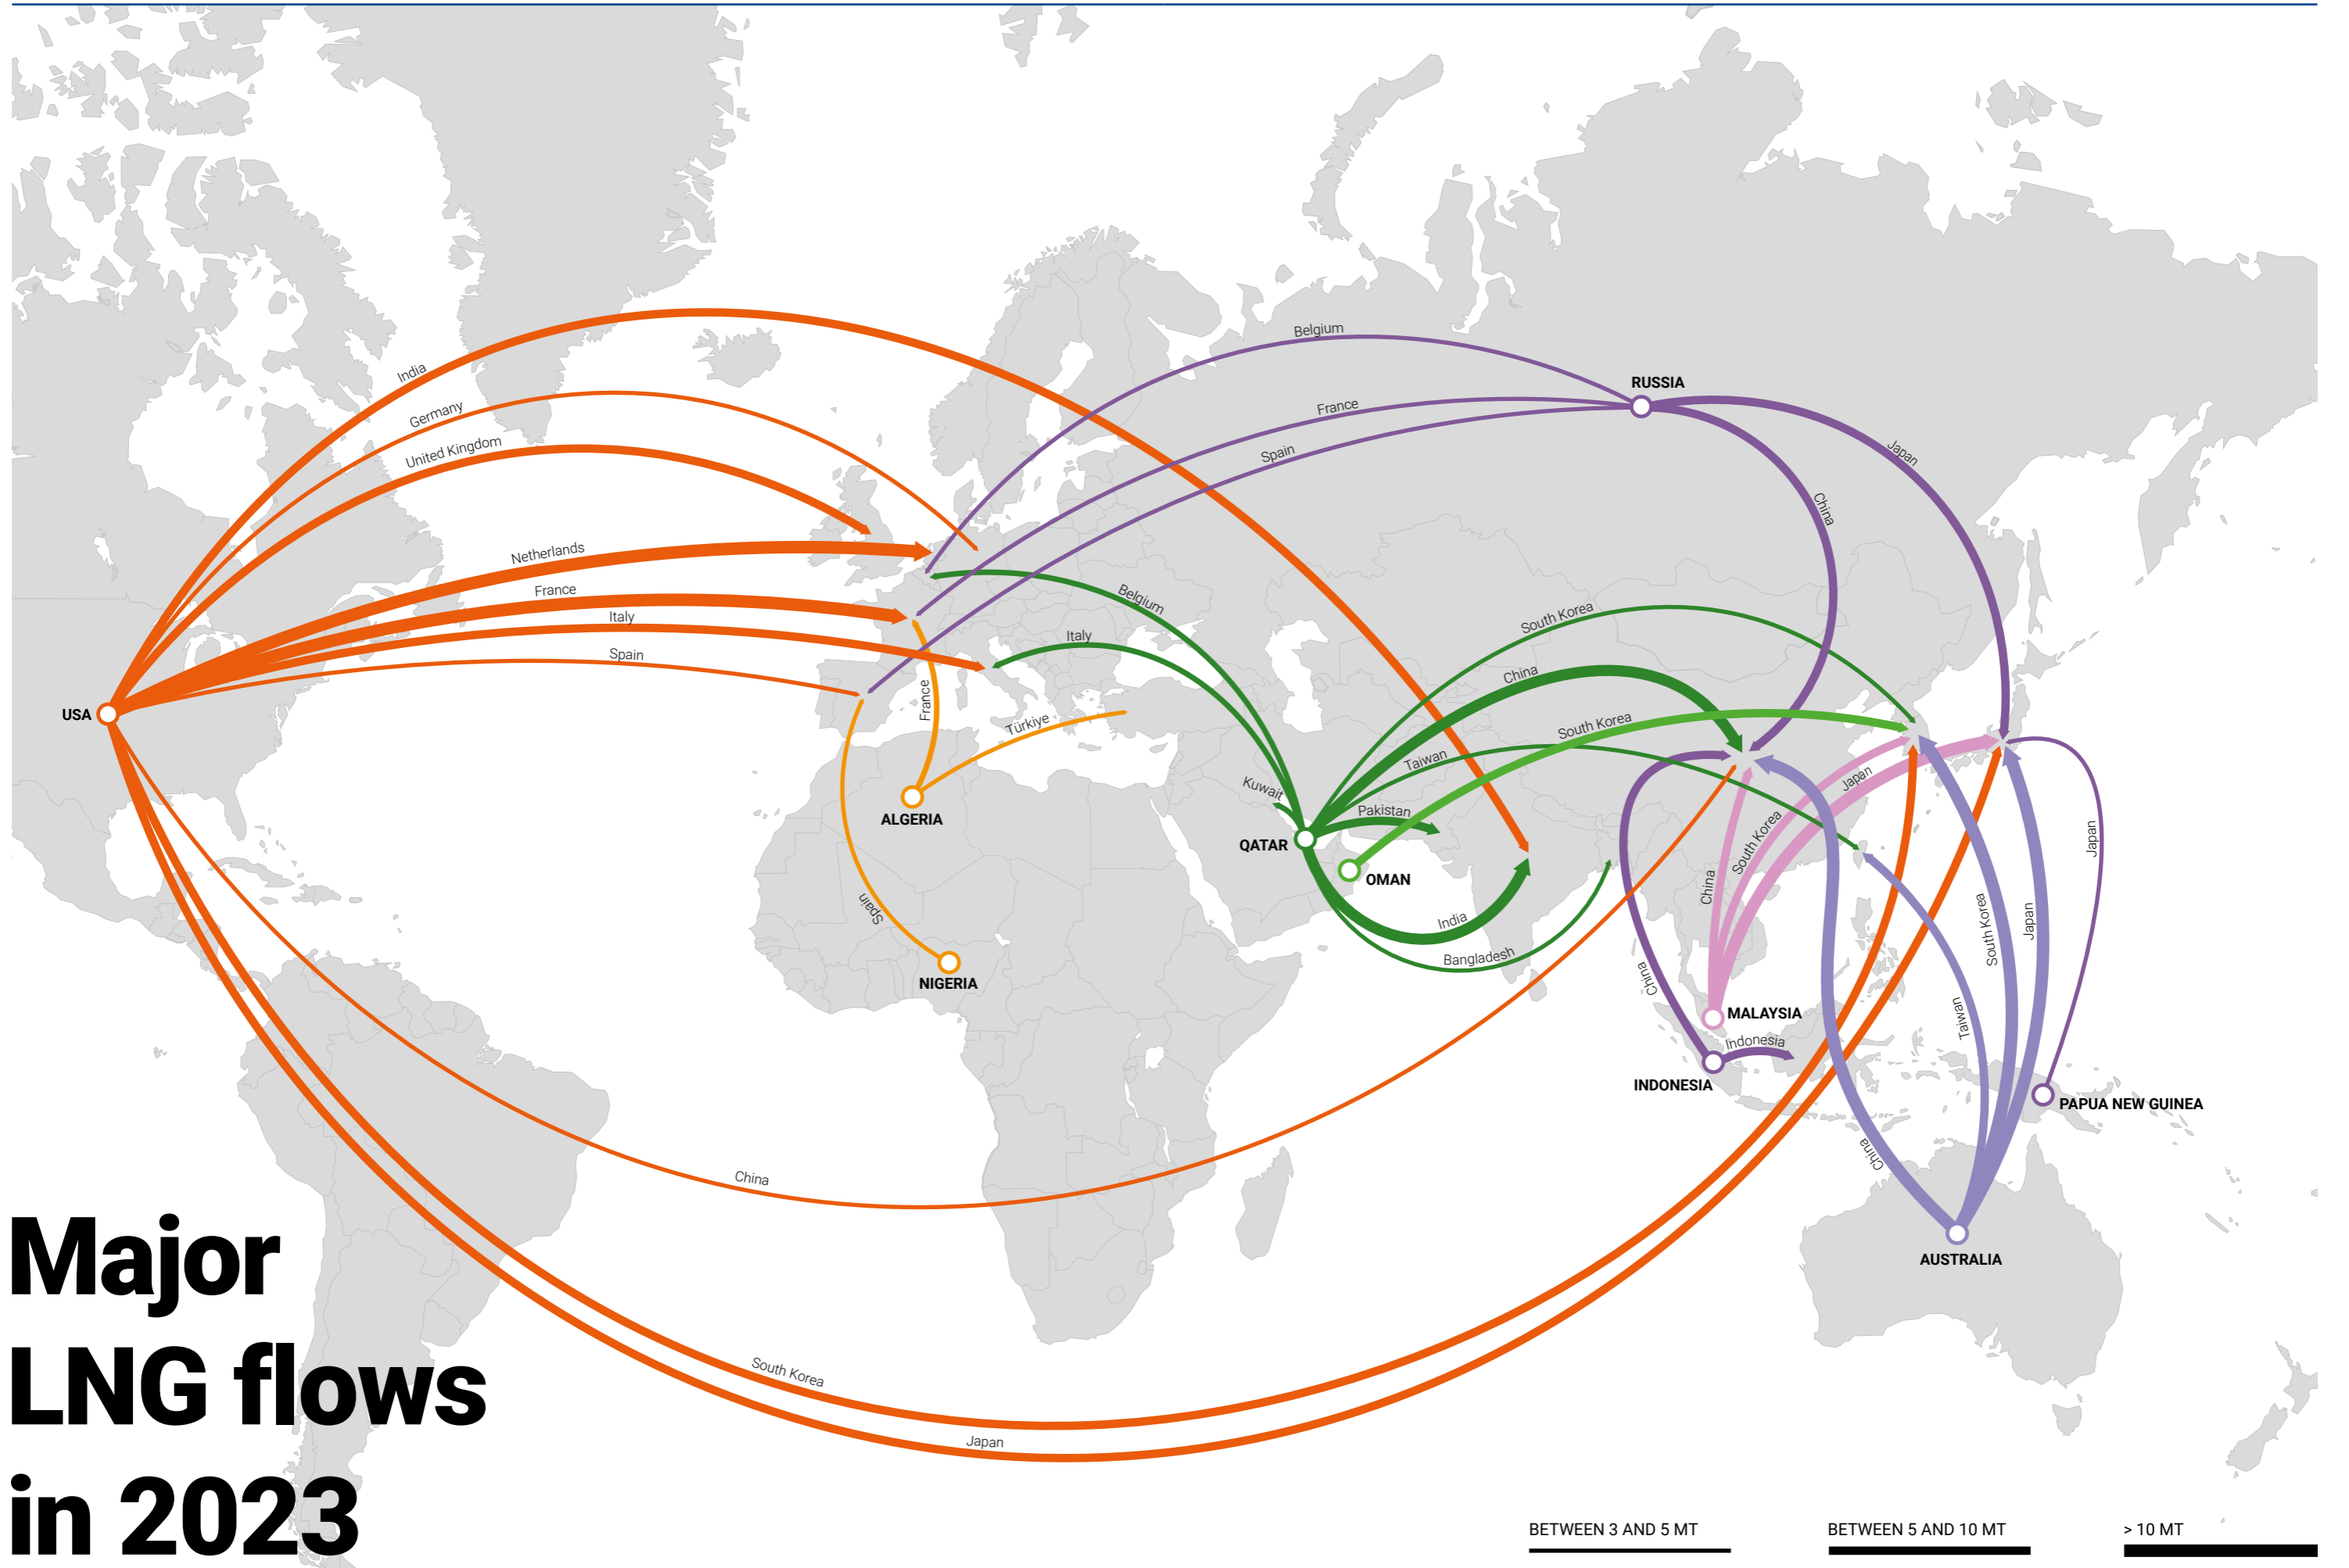 India
Germany
United Kingdom
Netherlands
France
Italy
Spain
USA
China
South Korea
Japan
Belgium
France
Spain
RUSSIA
Japan
China
Belgium
Italy
France
Türkiye
ALGERIA
Spain
NIGERIA
South Korea
China
South Korea
Taiwan
Kuwait
Pakistan
QATAR
OMAN
India
Bangladesh
Japan
South Korea
China
China
MALAYSIA
Indonesia
INDONESIA
South Korea
Japan
Taiwan
Japan
PAPUA NEW GUINEA
China
AUSTRALIA
Major
LNG flows
in 2023
BETWEEN 3 AND 5 MT
BETWEEN 5 AND 10 MT
> 10 MT